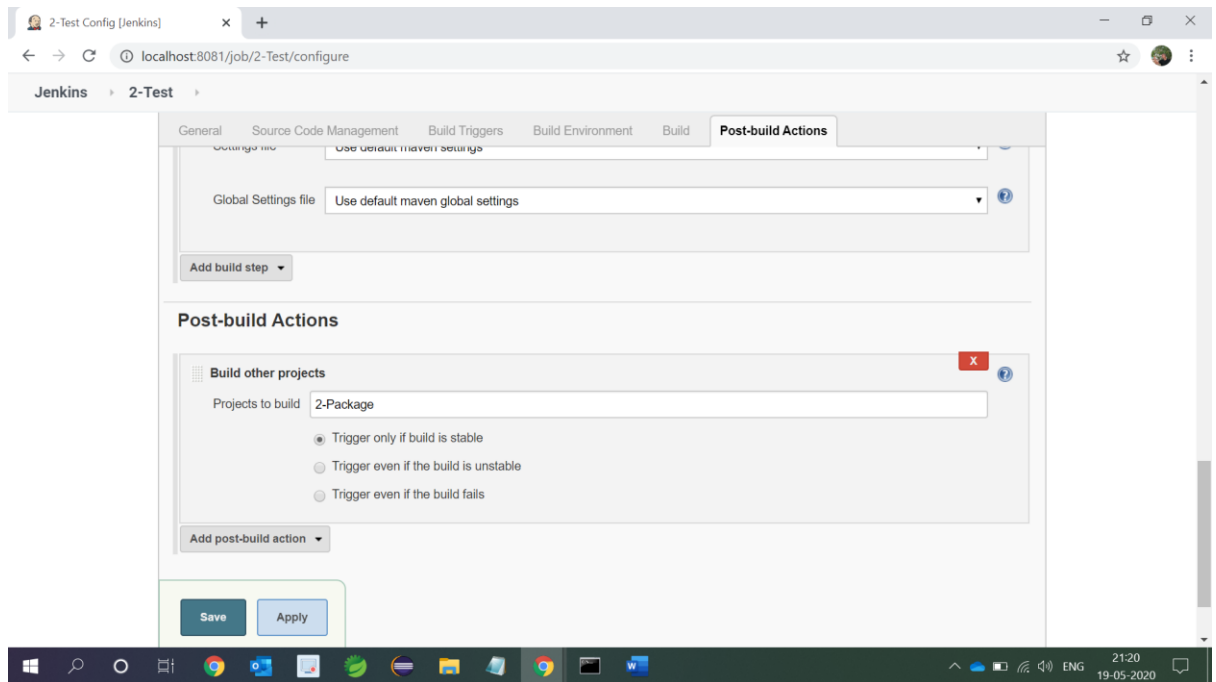 2-Test Config [Jenkins]
localhost:8081/job/2-Test/configure
Jenkins 2-Test
General Source Code Management Build Triggers Build Environment Build Post-build Actions
Settings file Use default maven settings
Global Settings file Use default maven global settings
Add build step
Post-build Actions
X
Build other projects
Projects to build 2-Package
Trigger only if build is stable
Trigger even if the build is unstable
Trigger even if the build fails
Add post-build action
Save Apply
ENG 21:20
19-05-2020